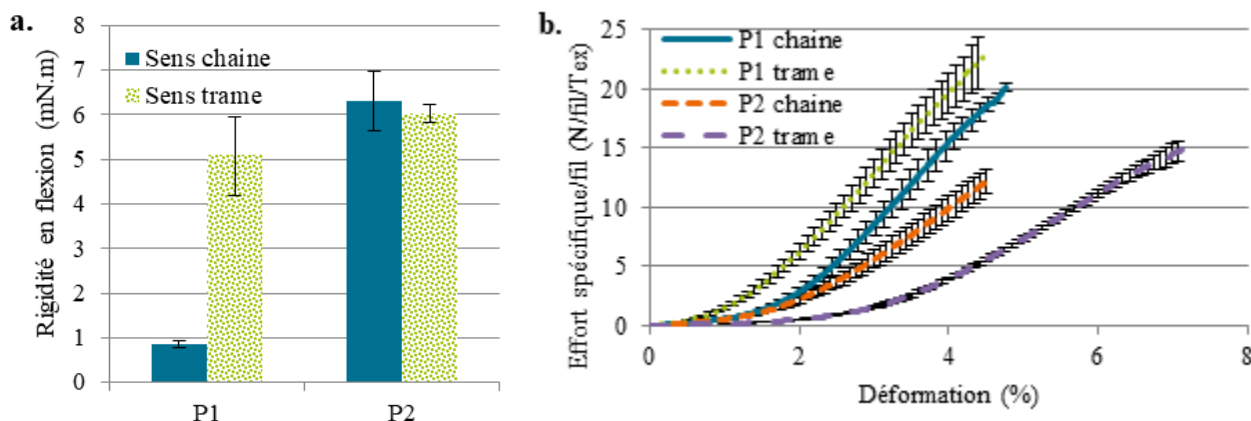 a.
Rigidité en flexion (mN.m)
8
7
6
5
4
3
2
1
0
Sens chaine
Sens trame
P1
P2
b.
Effort spécifique/fil (N/fil/Tex)
25
20
15
10
5
0
P1 chaine
P1 trame
P2 chaine
P2 trame
0
2
4
6
8
Déformation (%)